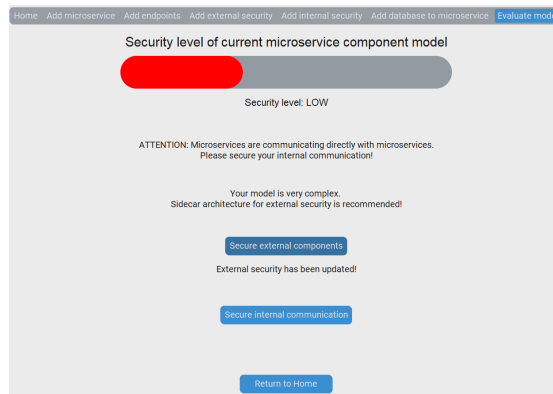 Home Add microservice Add endpoints Add external security Add internal security Add database to microservice Evaluate mode
Security level of current microservice component model
Security level: LOW
ATTENTION: Microservices are communicating directly with microservices.
Please secure your internal communication!
Your model is very complex.
Sidecar architecture for external security is recommended!
Secure external components
External security has been updated!
Secure internal communication
Return to Home